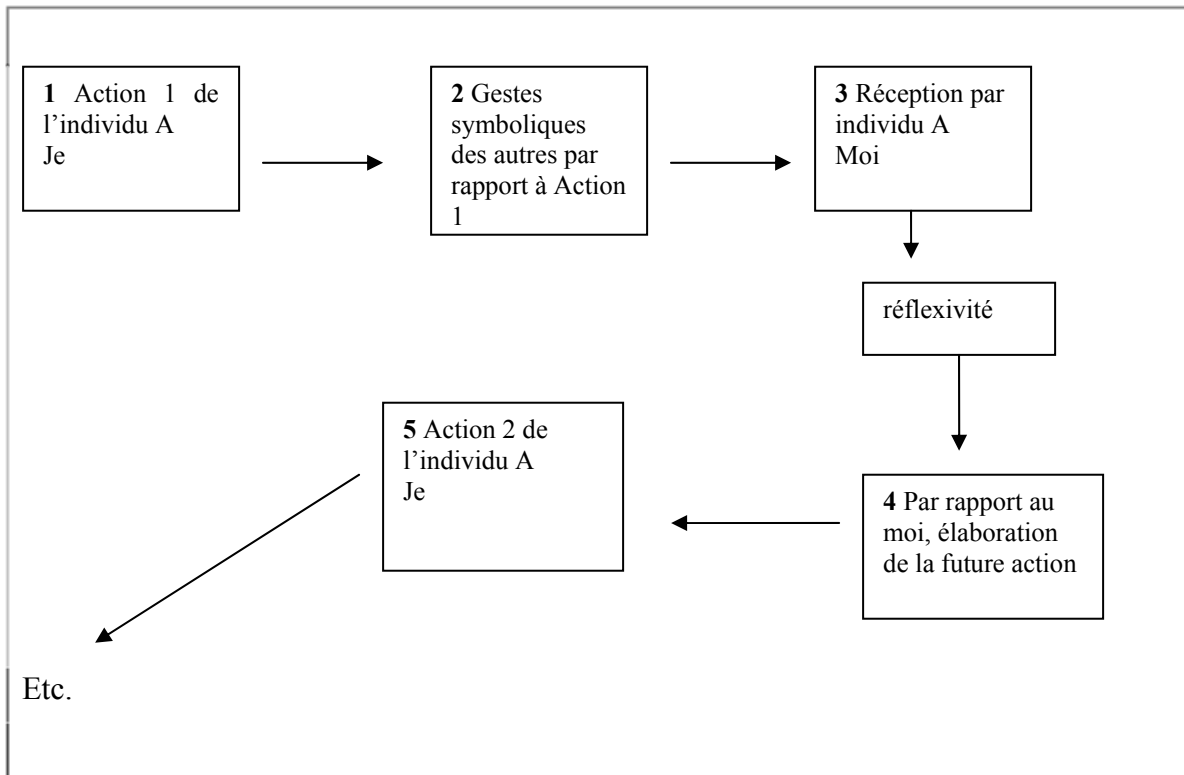 1 Action 1 de
l’individu A
Je
2 Gestes
symboliques
des autres par
rapport à Action
1
3 Réception par
individu A
Moi
réflexivité
4 Par rapport au
moi, élaboration
de la future action
5 Action 2 de
l’individu A
Je
Etc.